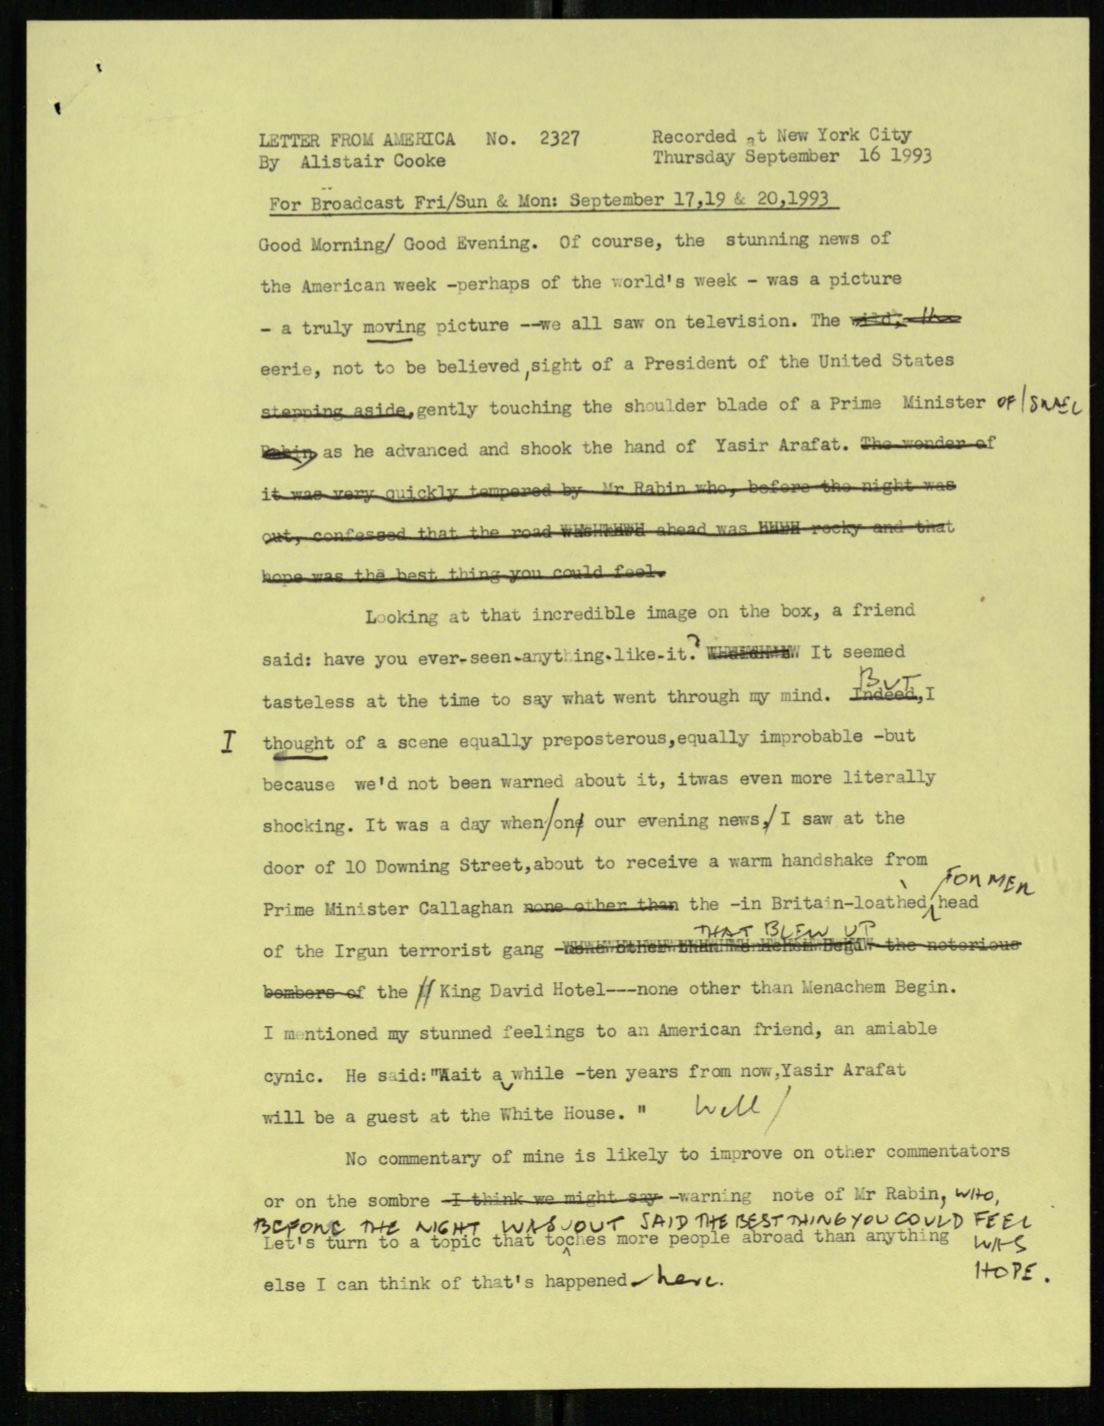 LETTER FROM AMERICA No. 2327 Recorded at New York City
By Alistair Cooke Thursday September 16 1993
For Broadcast Fri/Sun & Mon: September 17,19 & 20,1993
Good Morning/ Good Evening. Of course, the stunning news of
the American week -perhaps of the world's week - was a picture
- a truly moving picture --we all saw on television. The wild, the
eerie, not to be believed, sight of a President of the United States
stepping aside, gently touching the shoulder blade of a Prime Minister OF ISRAEL
Rabin as he advanced and shook the hand of Yasir Arafat. The wonder of
it was very quickly tempered by Mr Rabin who, before the night was
out, confessed that the road ahead was rocky and that
hope was the best thing you could feel.
Looking at that incredible image on the box, a friend
said: have you ever-seen-anything-like-it? It seemed
BUT
tasteless at the time to say what went through my mind. Indeed, I
I thought of a scene equally preposterous,equally improbable -but
because we'd not been warned about it, itwas even more literally
shocking. It was a day when/one our evening news,/ I saw at the
door of 10 Downing Street,about to receive a warm handshake from
FORMER
Prime Minister Callaghan none other than the -in Britain-loathed, head
THAT BLEW UP
of the Irgun terrorist gang - the notorious
bombers of the King David Hotel---none other than Menachem Begin.
I mentioned my stunned feelings to an American friend, an amiable
cynic. He said:"Wait a while -ten years from now,Yasir Arafat
will be a guest at the White House. " Well/
No commentary of mine is likely to improve on other commentators
or on the sombre -I think we might say -warning note of Mr Rabin, WHO,
BEFORE THE NIGHT WAS OUT SAID THE BEST THING YOU COULD FEEL
Let's turn to a topic that toches more people abroad than anything WAS
HOPE.
else I can think of that's happened here.